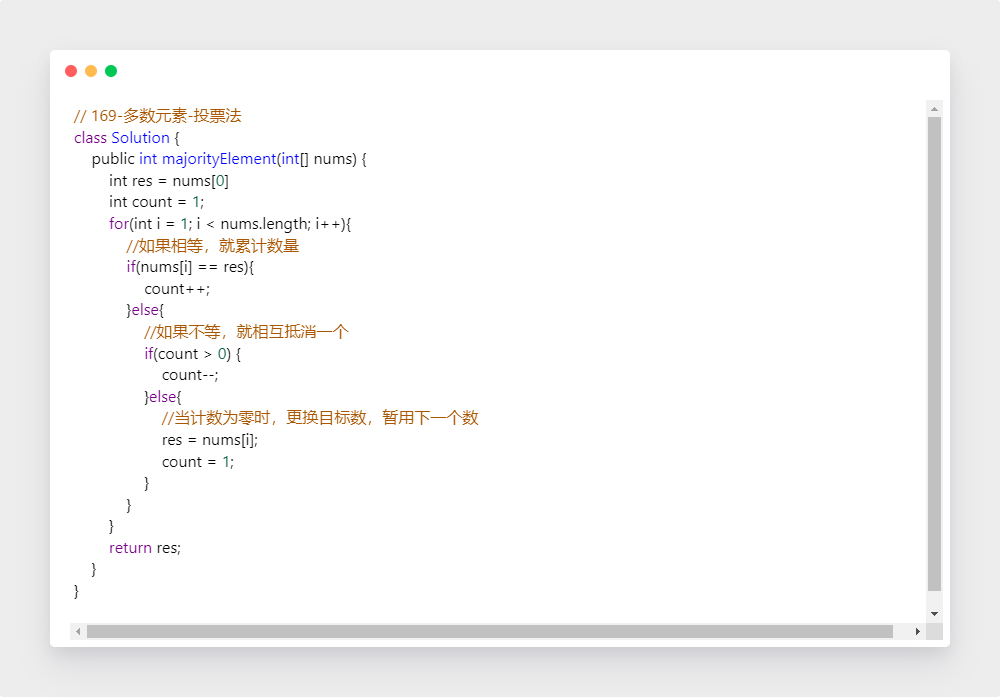 // 169-多数元素-投票法
class Solution {
public int majorityElement(int[] nums) {
int res = nums[0]
int count = 1;
for(int i = 1; i < nums.length; i++){
//如果相等，就累计数量
if(nums[i] == res){
count++;
}else{
//如果不等，就相互抵消一个
if(count > 0) {
count--;
}else{
//当计数为零时，更换目标数，暂用下一个数
res = nums[i];
count = 1;
}
}
}
return res;
}
}